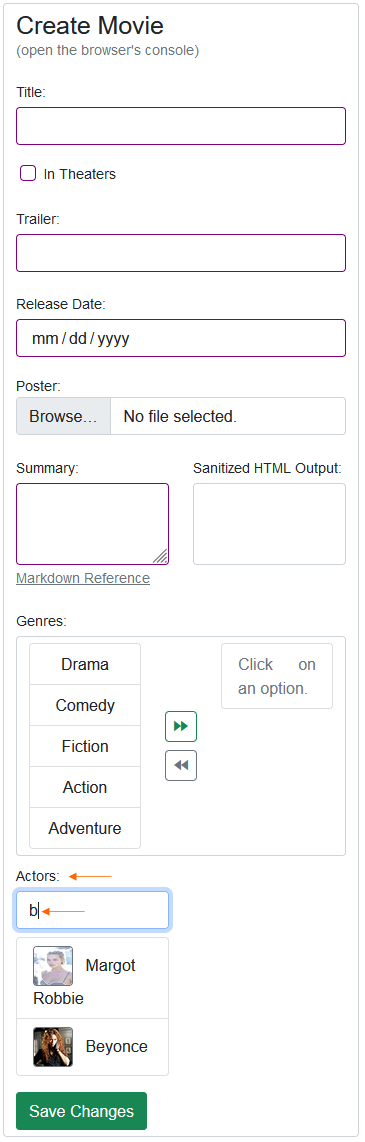 Create Movie
(open the browser's console)
Title:
In Theaters
Trailer:
Release Date:
mm / dd / yyyy
Poster:
Browse... No file selected.
Summary: Sanitized HTML Output:
Markdown Reference
Genres:
Drama
Comedy
Fiction
Action
Adventure
Click on
an option.
Actors:
b
Margot
Robbie
Beyonce
Save Changes